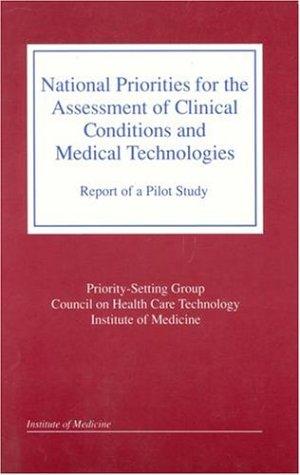 National Priorities for the
Assessment of Clinical
Conditions and
Medical Technologies
Report of a Pilot Study
Priority-Setting Group
Council on Health Care Technology
Institute of Medicine
Institute of Medicine